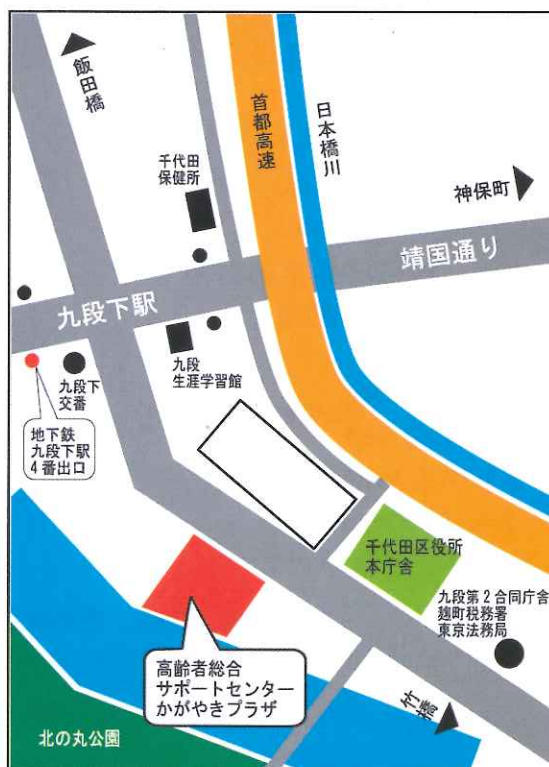 飯田橋
首都高速
日本橋川
千代田
保健所
神保町
靖国通り
九段下駅
九段
生涯学習館
九段下
交番
地下鉄
九段下駅
4番出口
千代田区役所
本庁舎
九段第2合同庁舎
麹町税務署
東京法務局
高齢者総合
サポートセンター
かがやきプラザ
竹橋
北の丸公園